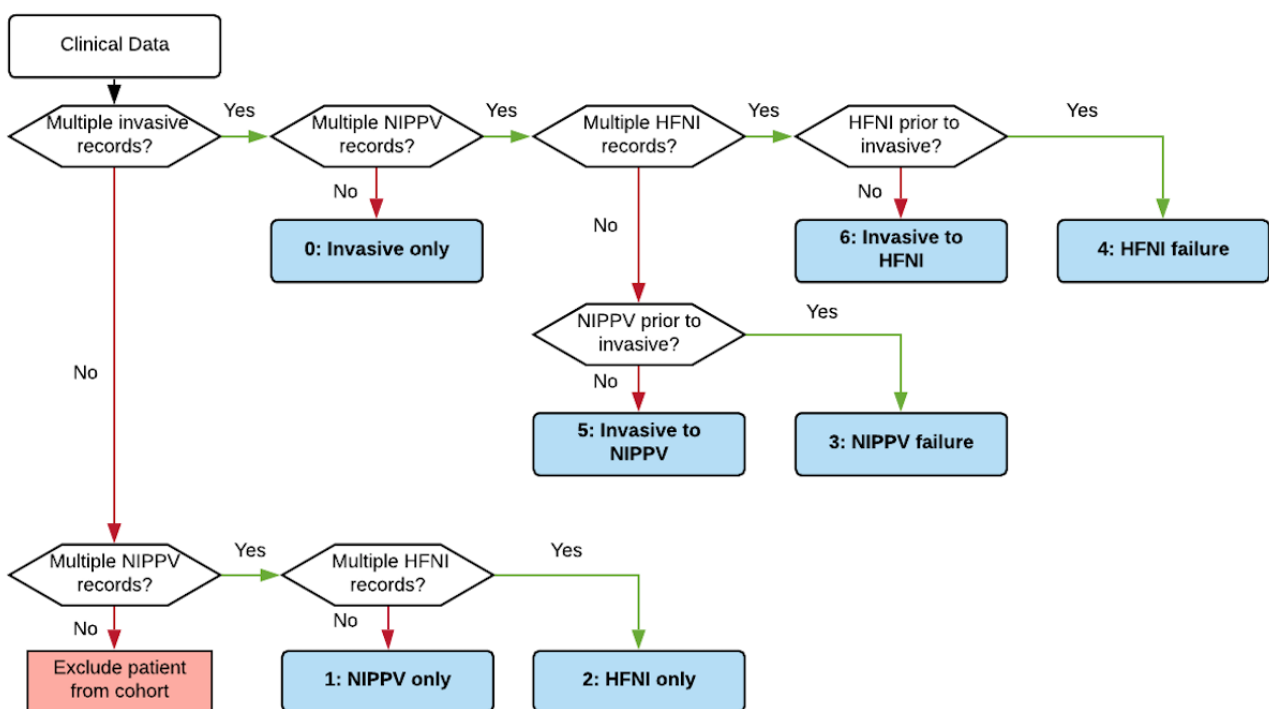 Clinical Data
Multiple invasive
records?
Yes
Multiple NIPPV
records?
Yes
Multiple HFNI
records?
Yes
HFNI prior to
invasive?
Yes
No
No
0: Invasive only
No
6: Invasive to
HFNI
4: HFNI failure
No
NIPPV prior to
invasive?
Yes
No
5: Invasive to
NIPPV
3: NIPPV failure
Multiple NIPPV
records?
Yes
Multiple HFNI
records?
Yes
No
No
Exclude patient
from cohort
1: NIPPV only
2: HFNI only